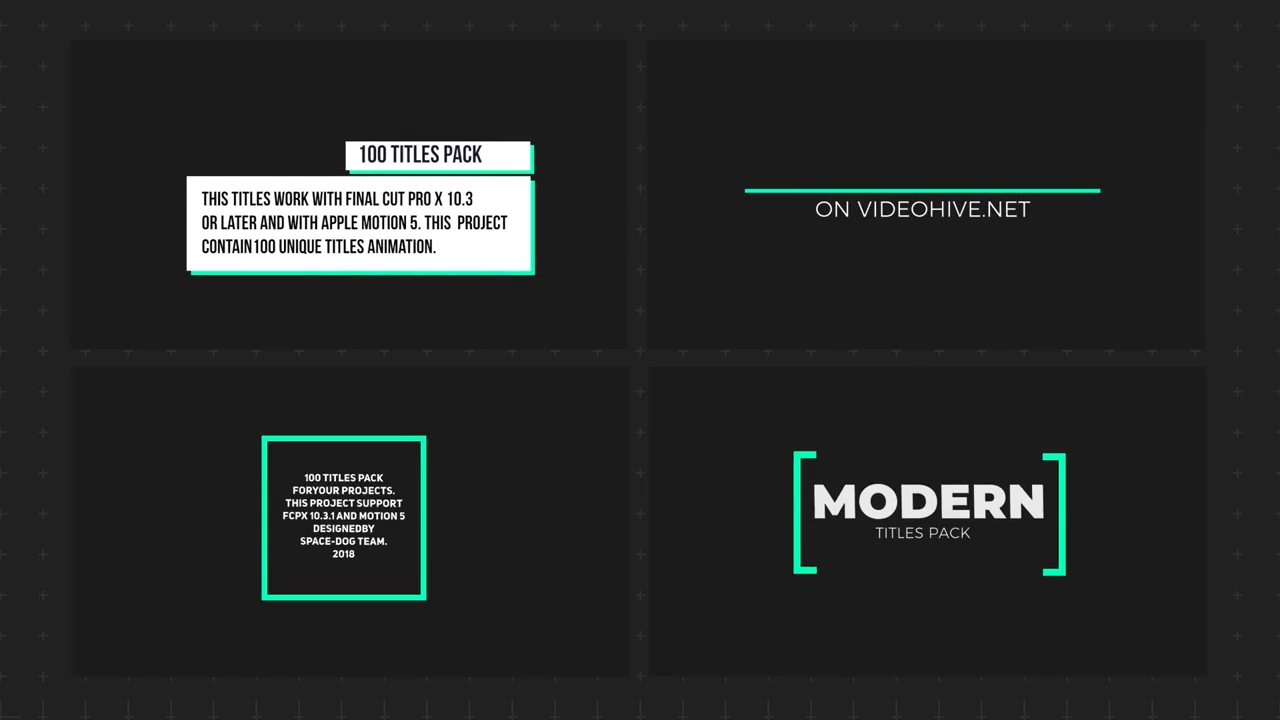 100 TITLES PACK
THIS TITLES WORK WITH FINAL CUT PRO X 10.3
OR LATER AND WITH APPLE MOTION 5. THIS PROJECT
CONTAIN100 UNIQUE TITLES ANIMATION.
ON VIDEOHIVE.NET
100 TITLES PACK
FORYOUR PROJECTS.
THIS PROJECT SUPPORT
FCPX 10.3.1 AND MOTION 5
DESIGNEDBY
SPACE-DOG TEAM.
2018
MODERN
TITLES PACK